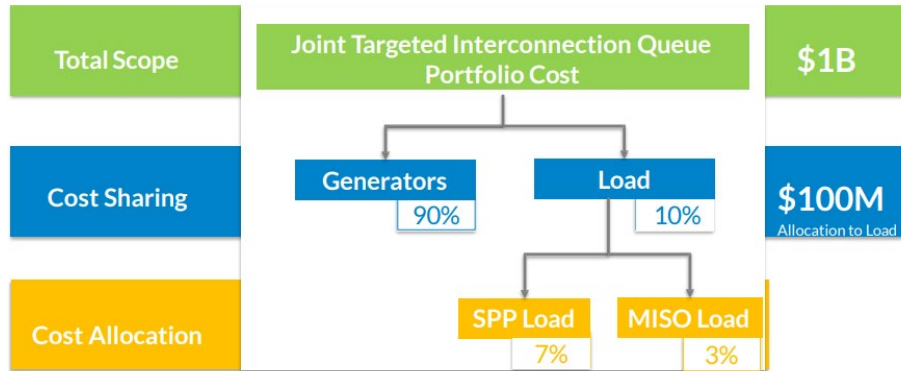 Total Scope
Joint Targeted Interconnection Queue
Portfolio Cost
$1B
Cost Sharing
Generators
90%
Load
10%
$100M
Allocation to Load
Cost Allocation
SPP Load
7%
MISO Load
3%